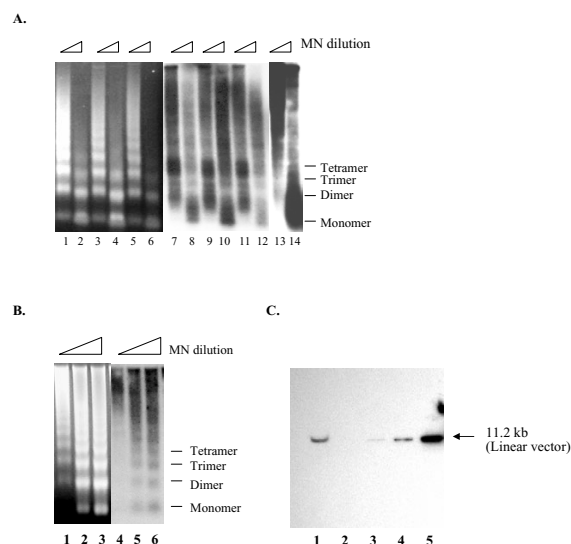 A.
MN dilution
Tetramer
Trimer
Dimer
Monomer
1 2 3 4 5 6 7 8 9 10 11 12 13 14
B.
MN dilution
Tetramer
Trimer
Dimer
Monomer
1 2 3 4 5 6
C.
11.2 kb
(Linear vector)
1 2 3 4 5